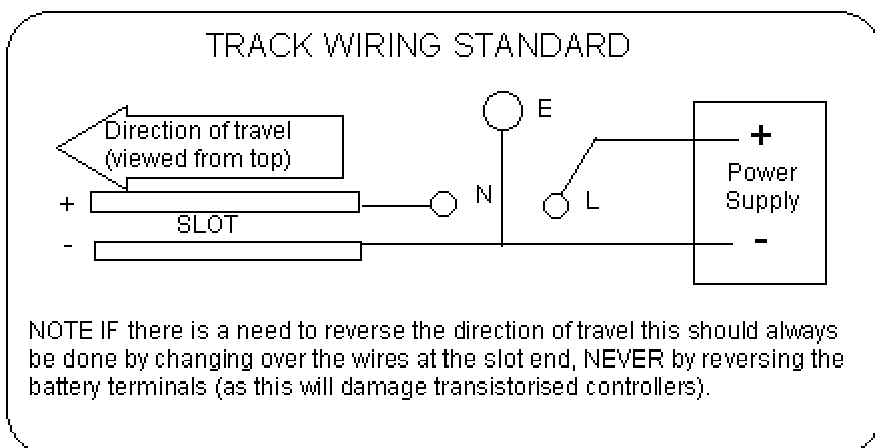 TRACK WIRING STANDARD
Direction of travel
(viewed from top)
E
+
Power
Supply
-
+
N
L
SLOT
-
NOTE IF there is a need to reverse the direction of travel this should always
be done by changing over the wires at the slot end, NEVER by reversing the
battery terminals (as this will damage transistorised controllers).